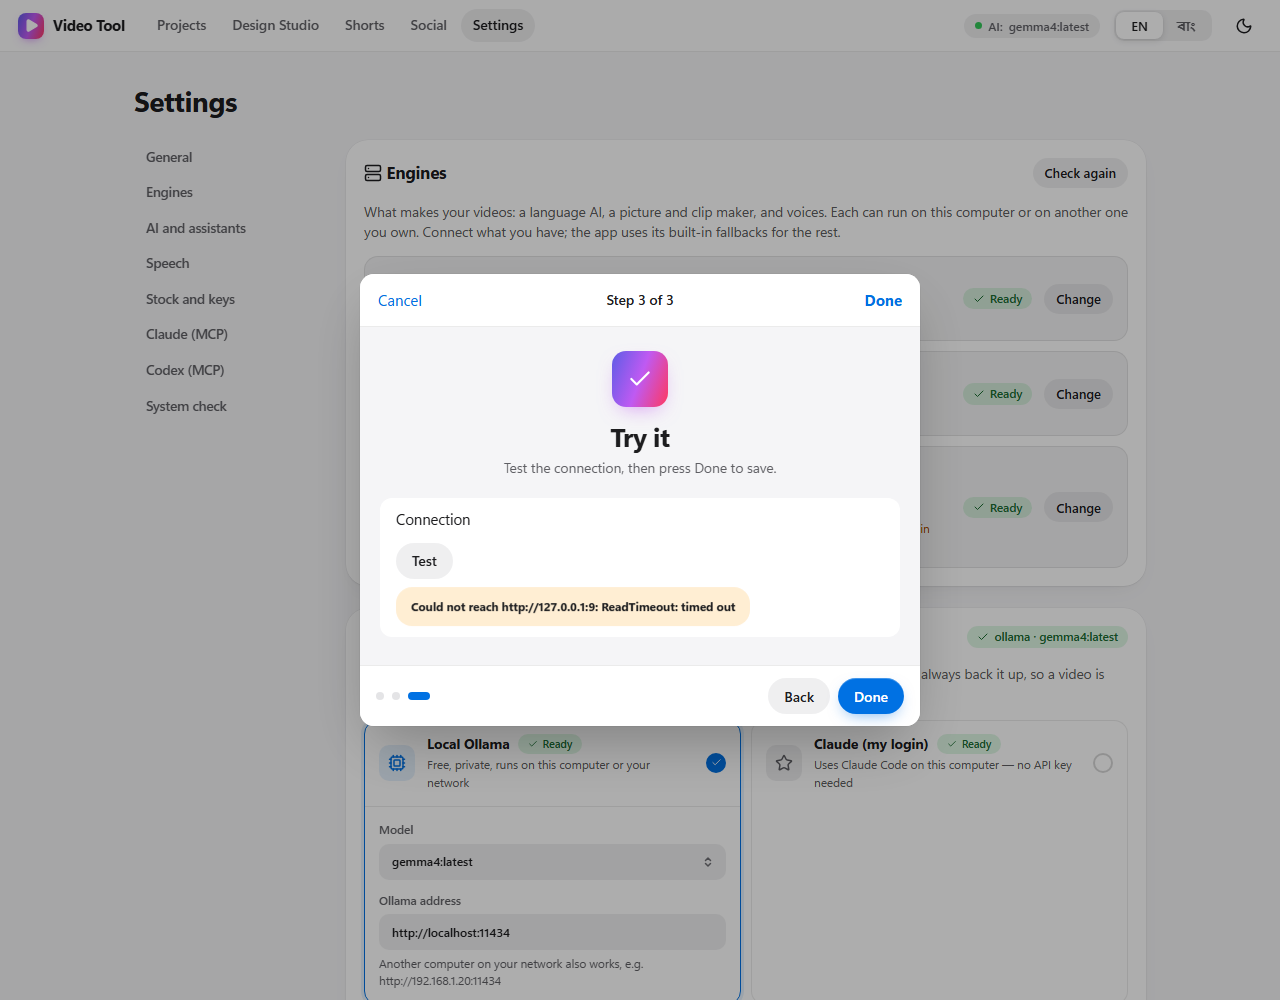 Video Tool
Projects
Design Studio
Shorts
Social
Settings
AI: gemma4:latest
EN
বাং
Settings
General
Engines
AI and assistants
Speech
Stock and keys
Claude (MCP)
Codex (MCP)
System check
Engines
Check again
What makes your videos: a language AI, a picture and clip maker, and voices. Each can run on this computer or on another one
you own. Connect what you have; the app uses its built-in fallbacks for the rest.
Ready
Change
Ready
Change
Ready
Change
in
Cancel
Step 3 of 3
Done
Try it
Test the connection, then press Done to save.
Connection
Test
Could not reach http://127.0.0.1:9: ReadTimeout: timed out
Back
Done
ollama · gemma4:latest
always back it up, so a video is
Local Ollama
Ready
Free, private, runs on this computer or your
network
Model
gemma4:latest
Ollama address
http://localhost:11434
Another computer on your network also works, e.g.
http://192.168.1.20:11434
Claude (my login)
Ready
Uses Claude Code on this computer — no API key
needed